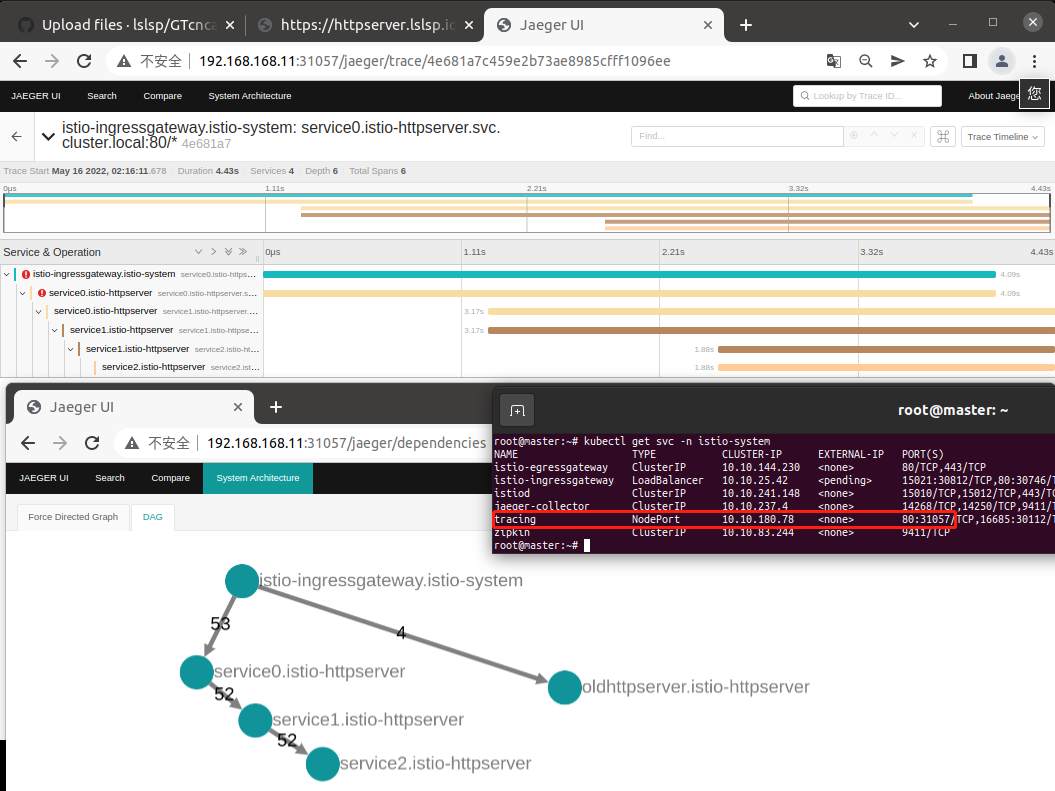 Upload files · lslsp/GTcnca
https://httpserver.lslsp.io
Jaeger UI
不安全
192.168.168.11:31057/jaeger/trace/4e681a7c459e2b73ae8985cfff1096ee
JAEGER UI Search Compare System Architecture
Lookup by Trace ID...
About Jaege
您
istio-ingressgateway.istio-system: service0.istio-httpserver.svc.
cluster.local:80/* 4e681a7
Find...
Trace Timeline
Trace Start May 16 2022, 02:16:11.678 Duration 4.43s Services 4 Depth 6 Total Spans 6
0μs 1.11s 2.21s 3.32s 4.43s
Service & Operation 0μs 1.11s 2.21s 3.32s 4.43s
istio-ingressgateway.istio-system service0.istio-https... 4.09s
service0.istio-httpserver service0.istio-httpserver.s... 4.09s
service0.istio-httpserver service1.istio-httpserver.... 3.17s
service1.istio-httpserver service1.istio-httpse... 3.17s
service1.istio-httpserver service2.istio-ht... 1.88s
service2.istio-httpserver service2.ist... 1.88s
Jaeger UI
不安全
192.168.168.11:31057/jaeger/dependencies
JAEGER UI Search Compare System Architecture
Force Directed Graph DAG
root@master: ~
root@master:~# kubectl get svc -n istio-system
NAME TYPE CLUSTER-IP EXTERNAL-IP PORT(S)
istio-egressgateway ClusterIP 10.10.144.230 <none> 80/TCP,443/TCP
istio-ingressgateway LoadBalancer 10.10.25.42 <pending> 15021:30812/TCP,80:30746/T
istiod ClusterIP 10.10.241.148 <none> 15010/TCP,15012/TCP,443/TC
jaeger-collector ClusterIP 10.10.237.4 <none> 14268/TCP,14250/TCP,9411/T
tracing NodePort 10.10.180.78 <none> 80:31057/TCP,16685:30112/T
zipkin ClusterIP 10.10.83.244 <none> 9411/TCP
root@master:~#
istio-ingressgateway.istio-system
53
4
service0.istio-httpserver
oldhttpserver.istio-httpserver
52
service1.istio-httpserver
52
service2.istio-httpserver